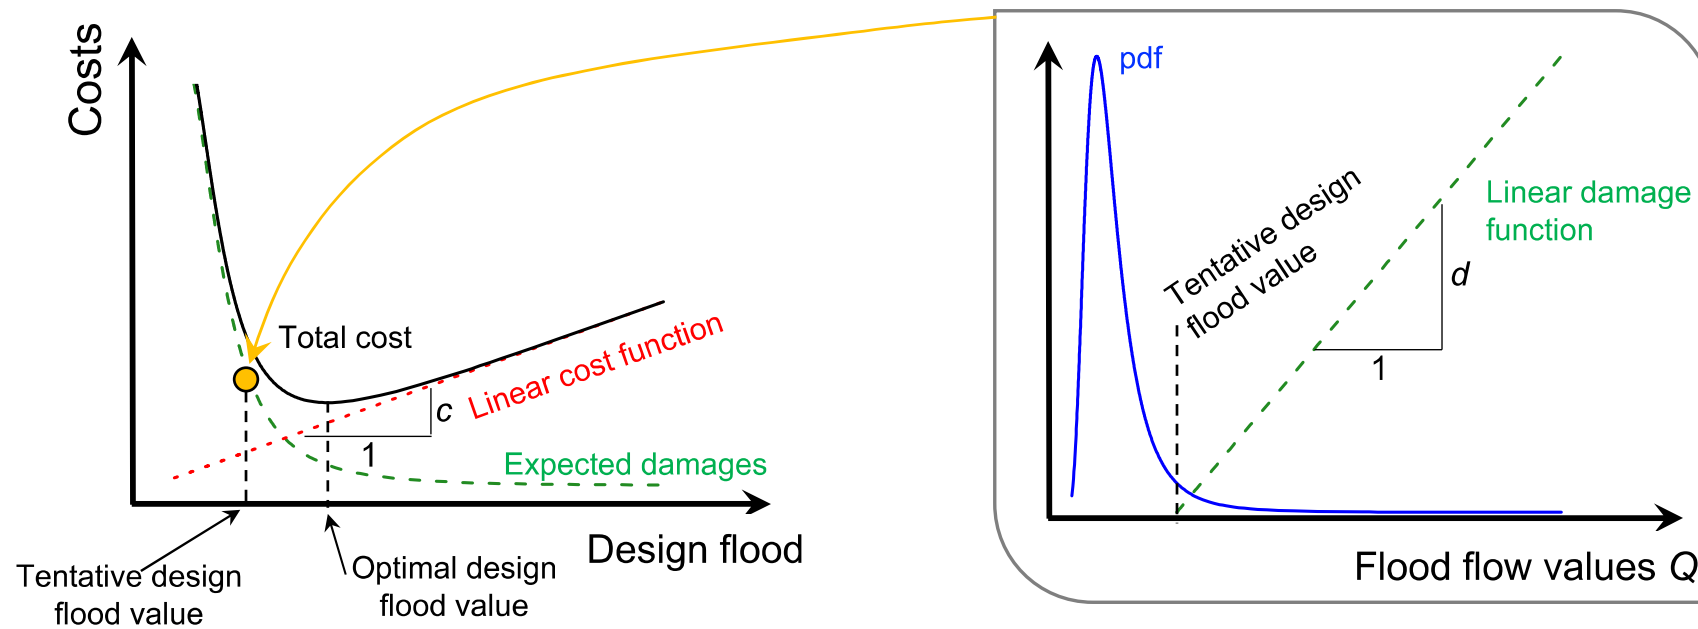 Costs
Total cost
Linear cost function
c
1
Expected damages
Design flood
Tentative design
flood value
Optimal design
flood value
pdf
Tentative design
flood value
Linear damage
function
d
1
Flood flow values Q